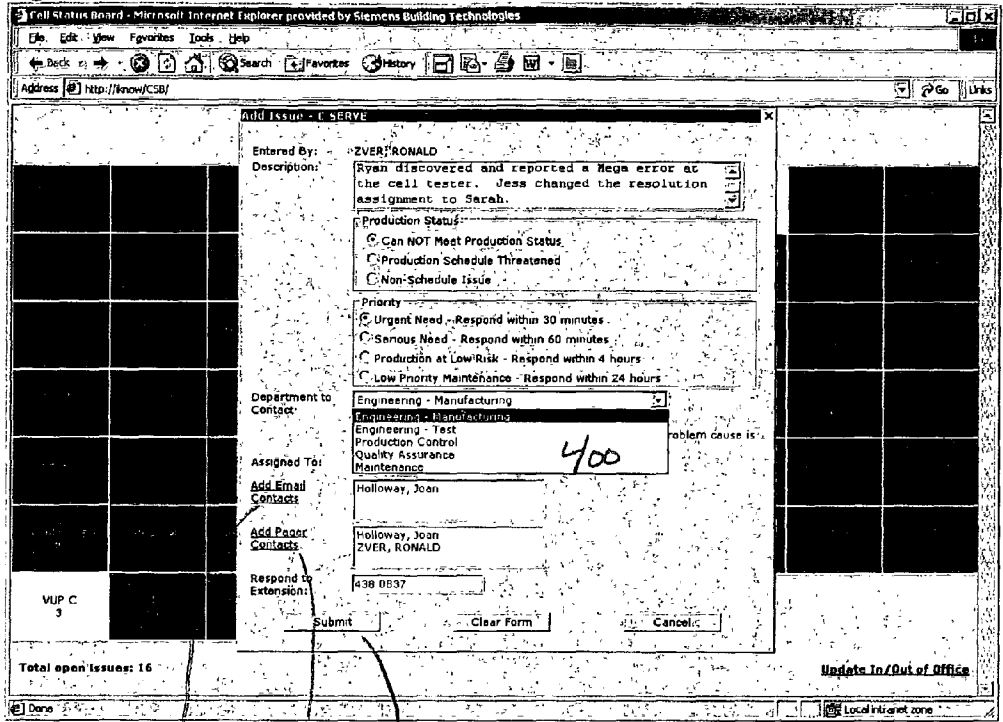 Cell Status Board - Microsoft Internet Explorer provided by Siemens Building Technologies
File Edit View Favorites Tools Help
Back Search Favorites History
Address http://iknow/CSB/ Go Links
Add Issue - C SERVE
Entered By: ZVER, RONALD
Description: Ryan discovered and reported a Mega error at
the cell tester. Jess changed the resolution
assignment to Sarah.
Production Status:
Can NOT Meet Production Status
Production Schedule Threatened
Non-Schedule Issue
Priority
Urgent Need - Respond within 30 minutes
Serious Need - Respond within 60 minutes
Production at Low Risk - Respond within 4 hours
Low Priority Maintenance - Respond within 24 hours
Department to
Contact:
Engineering - Manufacturing
Engineering - Manufacturing
Engineering - Test
Production Control
Quality Assurance
Maintenance
roblem cause is
400
Assigned To:
Add Email
Contacts
Holloway, Joan
Add Pager
Contacts
Holloway, Joan
ZVER, RONALD
Respond to
Extension:
438 0837
Submit Clear Form Cancel
VUP C
3
Total open Issues: 16
Update In/Out of Office
Done Local intranet zone